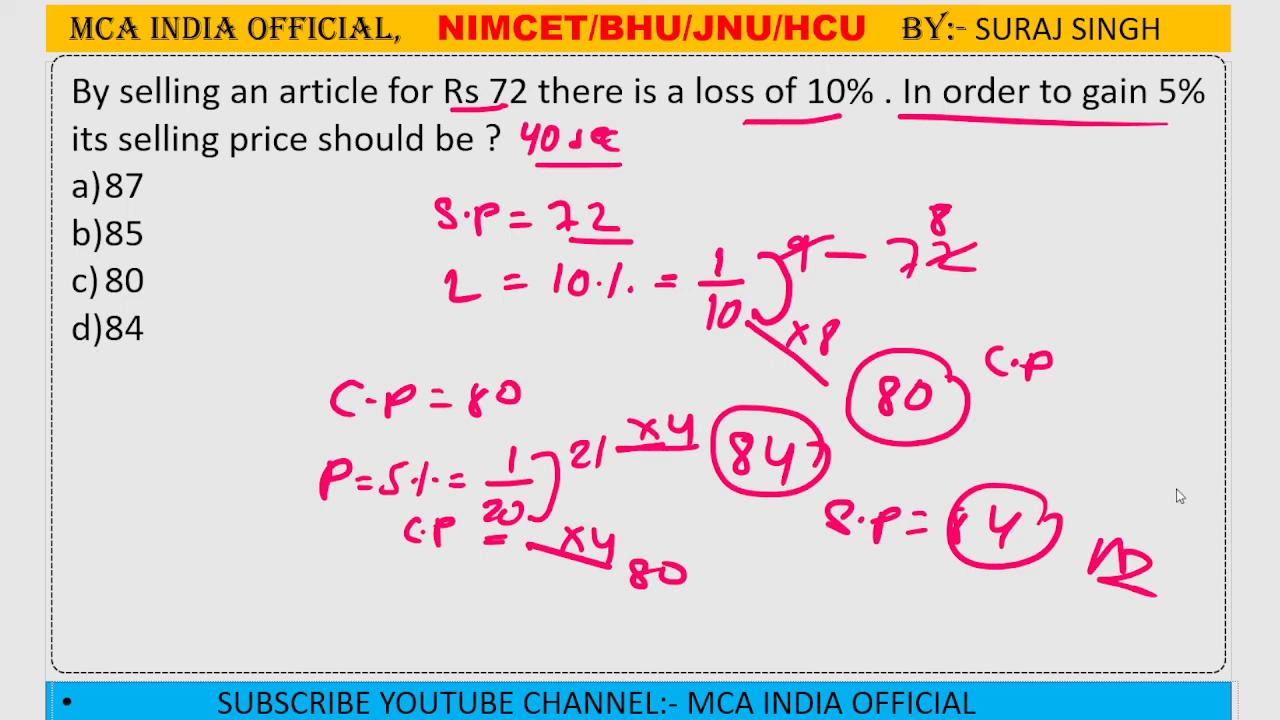 MCA INDIA OFFICIAL, NIMCET/BHU/JNU/HCU BY:- SURAJ SINGH
By selling an article for Rs 72 there is a loss of 10% . In order to gain 5%
its selling price should be ? 40 sec
a) 87
b) 85
c) 80
d) 84
S.P = 72
L = 10% = 1/10 9 - 72 8
x 8
80 C.P
C.P = 80
P = 5% = 1/20 21 x4 84
C.P x4 80
S.P = 84
• SUBSCRIBE YOUTUBE CHANNEL:- MCA INDIA OFFICIAL